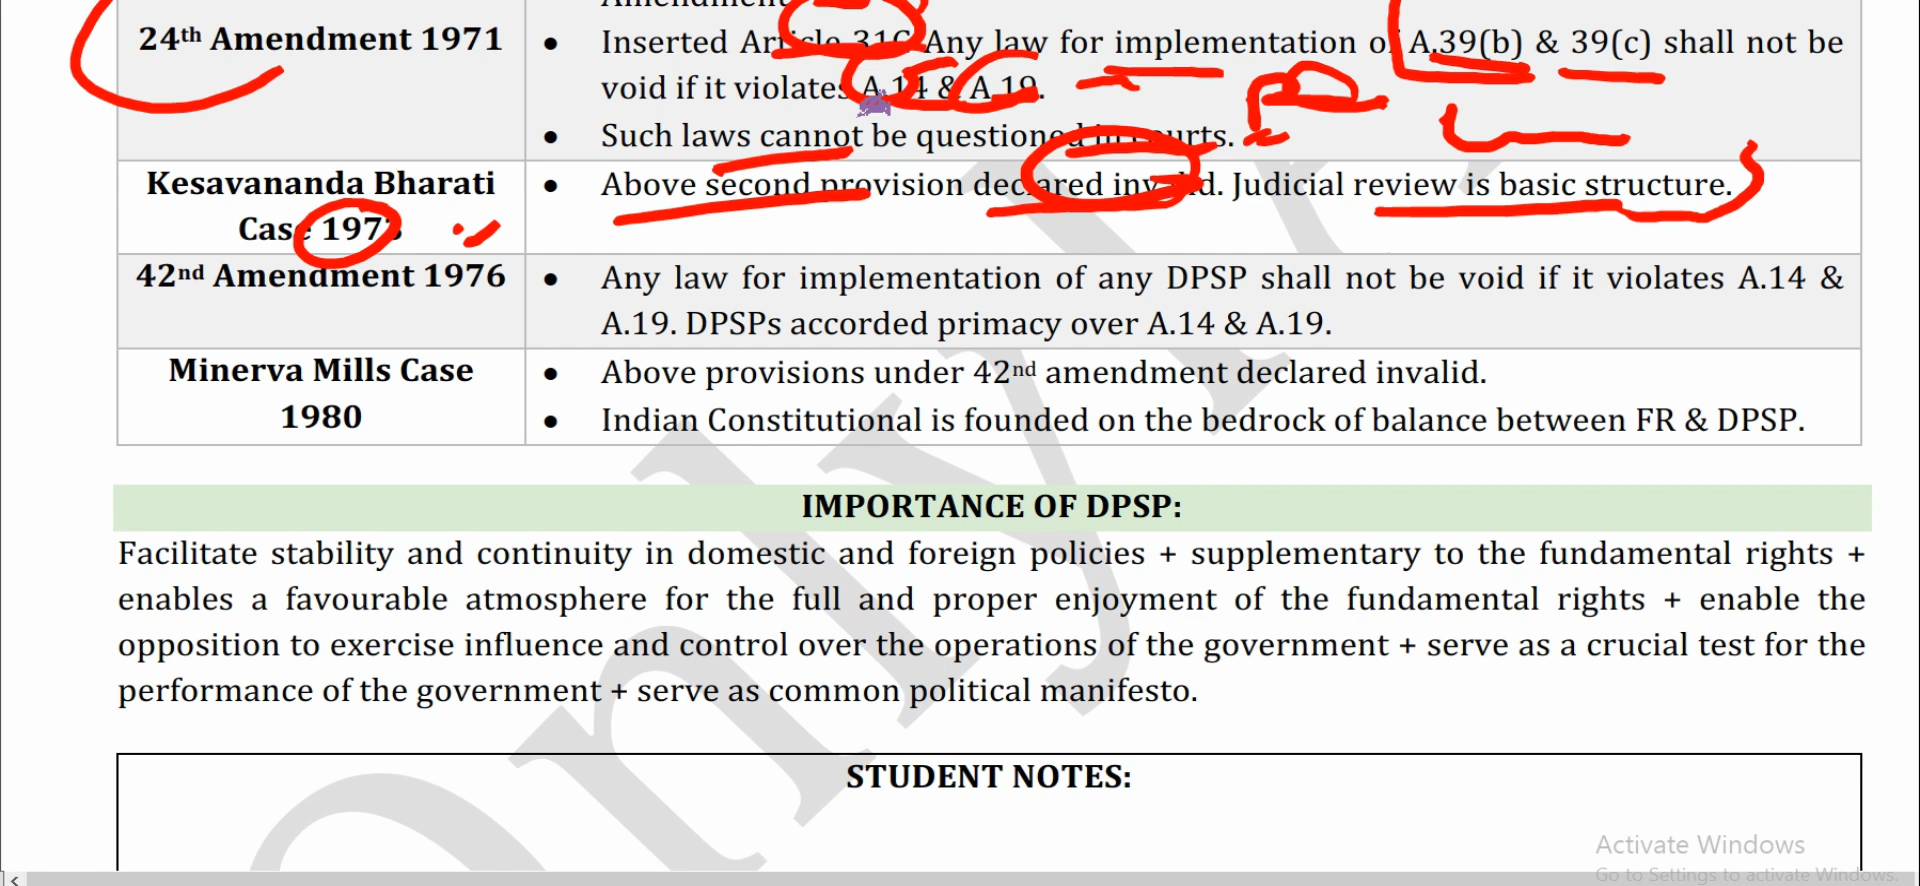 Amendment
24th Amendment 1971
• Inserted Article 31C Any law for implementation of A.39(b) & 39(c) shall not be
void if it violates A.14 & A.19.
• Such laws cannot be questioned in courts.
Kesavananda Bharati
Case 1973
• Above second provision declared invalid. Judicial review is basic structure.
42nd Amendment 1976
• Any law for implementation of any DPSP shall not be void if it violates A.14 &
A.19. DPSPs accorded primacy over A.14 & A.19.
Minerva Mills Case
1980
• Above provisions under 42nd amendment declared invalid.
• Indian Constitutional is founded on the bedrock of balance between FR & DPSP.
IMPORTANCE OF DPSP:
Facilitate stability and continuity in domestic and foreign policies + supplementary to the fundamental rights +
enables a favourable atmosphere for the full and proper enjoyment of the fundamental rights + enable the
opposition to exercise influence and control over the operations of the government + serve as a crucial test for the
performance of the government + serve as common political manifesto.
STUDENT NOTES:
Only
Activate Windows
Go to Settings to activate Windows.